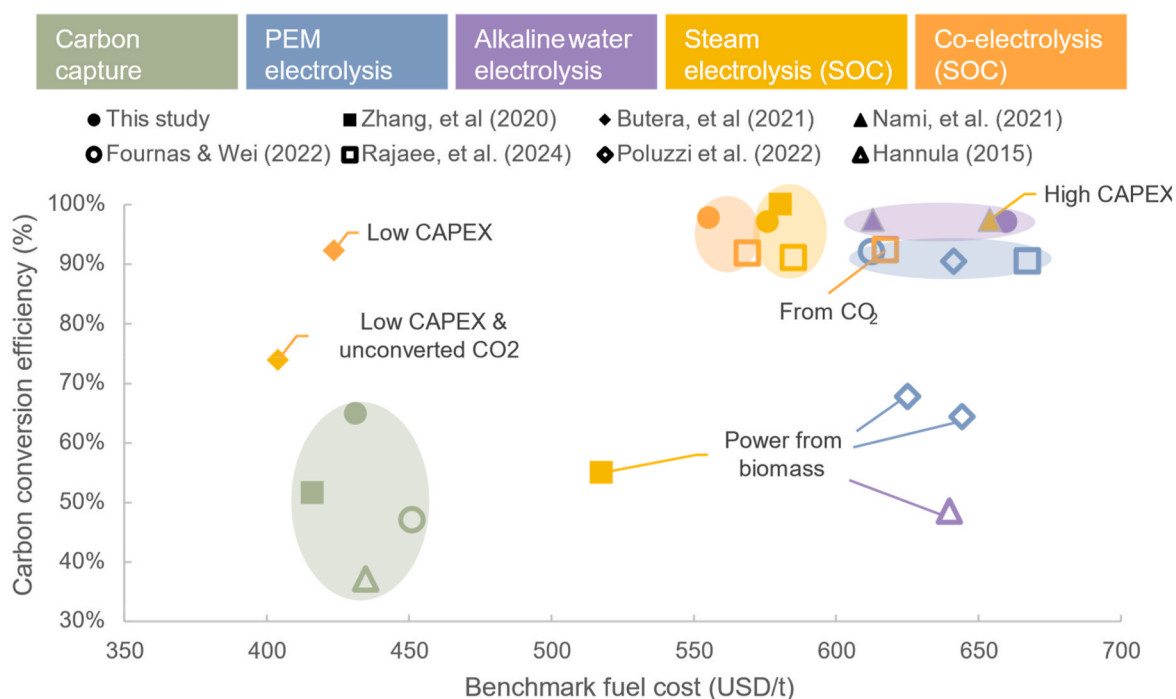 Carbon capture
PEM electrolysis
Alkaline water electrolysis
Steam electrolysis (SOC)
Co-electrolysis (SOC)
This study
Zhang, et al (2020)
Butera, et al (2021)
Nami, et al. (2021)
Fournas & Wei (2022)
Rajaee, et al. (2024)
Poluzzi et al. (2022)
Hannula (2015)
Carbon conversion efficiency (%)
100%
90%
80%
70%
60%
50%
40%
30%
Low CAPEX
Low CAPEX &
unconverted CO2
High CAPEX
From CO₂
Power from
biomass
350
400
450
500
550
600
650
700
Benchmark fuel cost (USD/t)